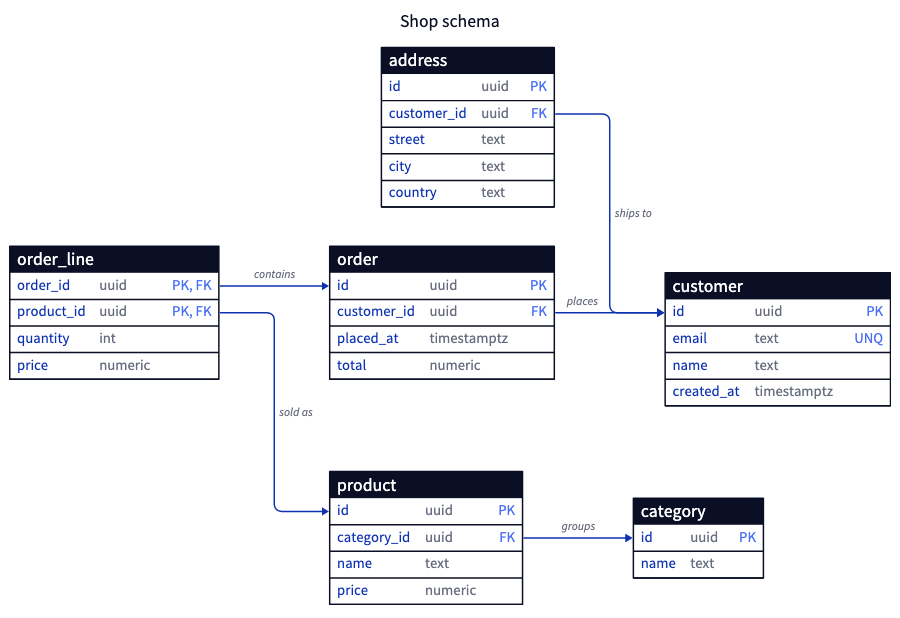 Shop schema
address
id uuid PK
customer_id uuid FK
street text
city text
country text
ships to
order_line
order_id uuid PK, FK
product_id uuid PK, FK
quantity int
price numeric
contains
order
id uuid PK
customer_id uuid FK
placed_at timestamptz
total numeric
places
customer
id uuid PK
email text UNQ
name text
created_at timestamptz
sold as
product
id uuid PK
category_id uuid FK
name text
price numeric
groups
category
id uuid PK
name text